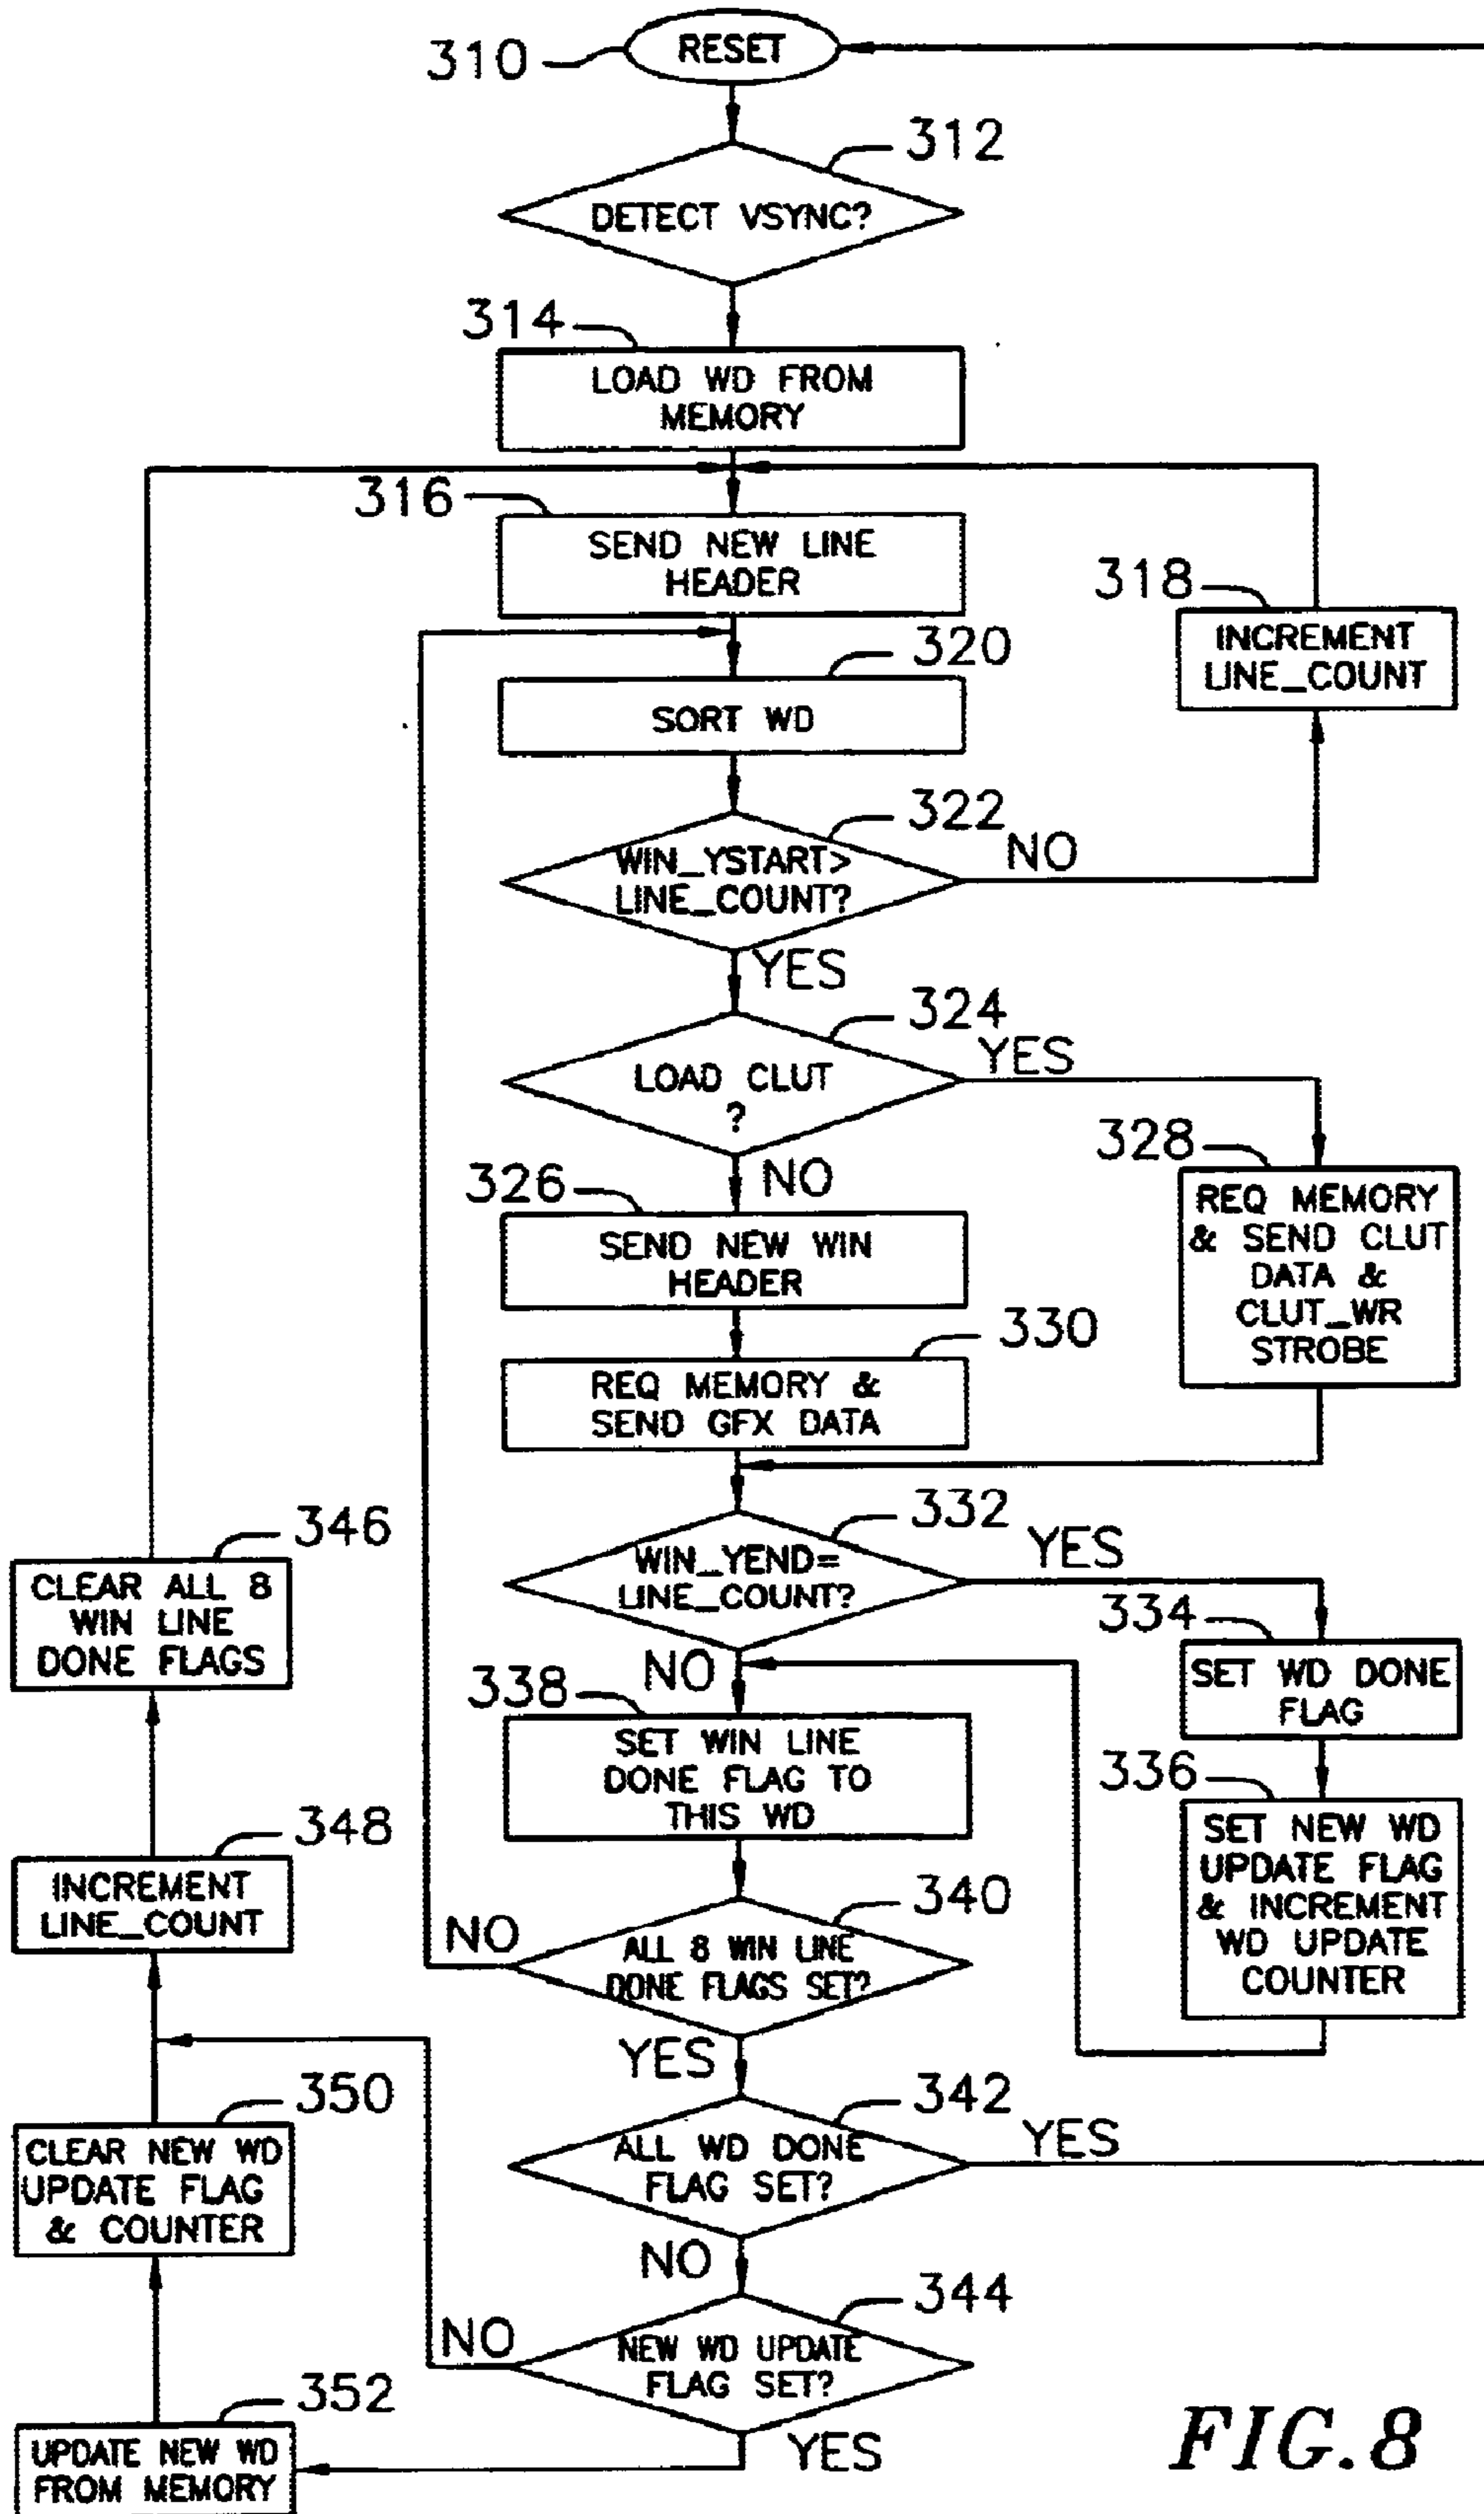 310
RESET
312
DETECT VSYNC?
314
LOAD WD FROM
MEMORY
316
SEND NEW LINE
HEADER
318
INCREMENT
LINE_COUNT
320
SORT WD
322
WIN_YSTART>
LINE_COUNT?
NO
YES
324
LOAD CLUT
?
YES
NO
326
SEND NEW WIN
HEADER
328
REQ MEMORY
& SEND CLUT
DATA &
CLUT_WR
STROBE
330
REQ MEMORY &
SEND GFX DATA
332
WIN_YEND=
LINE_COUNT?
YES
NO
334
SET WD DONE
FLAG
336
SET NEW WD
UPDATE FLAG
& INCREMENT
WD UPDATE
COUNTER
338
SET WIN LINE
DONE FLAG TO
THIS WD
340
ALL 8 WIN LINE
DONE FLAGS SET?
NO
YES
342
ALL WD DONE
FLAG SET?
YES
NO
344
NEW WD UPDATE
FLAG SET?
NO
YES
346
CLEAR ALL 8
WIN LINE
DONE FLAGS
348
INCREMENT
LINE_COUNT
350
CLEAR NEW WD
UPDATE FLAG
& COUNTER
352
UPDATE NEW WD
FROM MEMORY
FIG.8